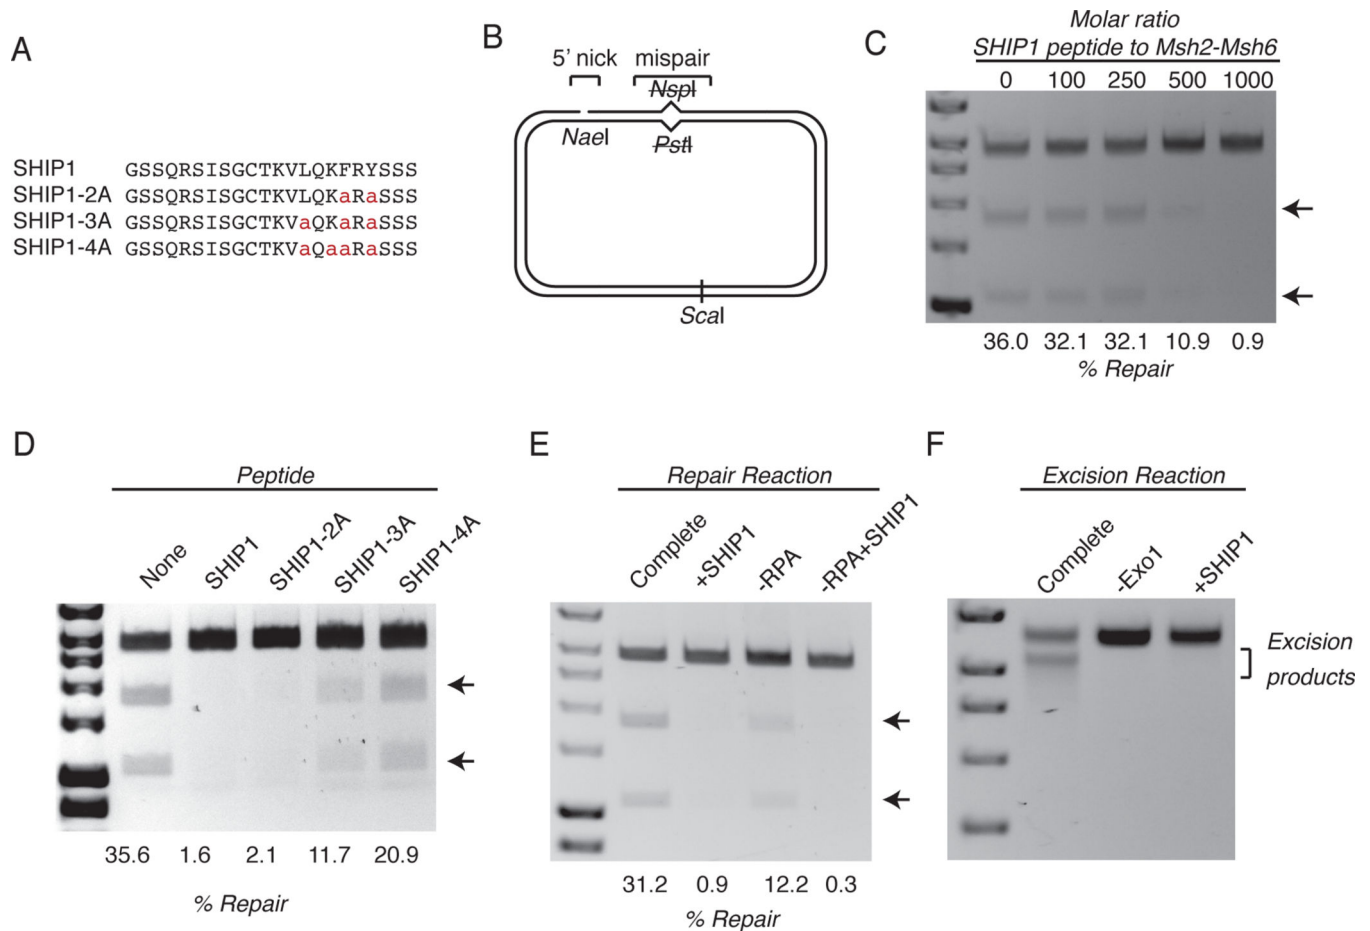 A
SHIP1 GSSQRSISGCTKVLQKFRYSSS
SHIP1-2A GSSQRSISGCTKVLQKaRaSSS
SHIP1-3A GSSQRSISGCTKVaQKaRaSSS
SHIP1-4A GSSQRSISGCTKVaQaaRaSSS
B
5' nick mispair
NspI
NaeI PstI
ScaI
C
Molar ratio
SHIP1 peptide to Msh2-Msh6
0 100 250 500 1000
36.0 32.1 32.1 10.9 0.9
% Repair
D
Peptide
None SHIP1 SHIP1-2A SHIP1-3A SHIP1-4A
35.6 1.6 2.1 11.7 20.9
% Repair
E
Repair Reaction
Complete +SHIP1 -RPA -RPA+SHIP1
31.2 0.9 12.2 0.3
% Repair
F
Excision Reaction
Complete -Exo1 +SHIP1
Excision
products